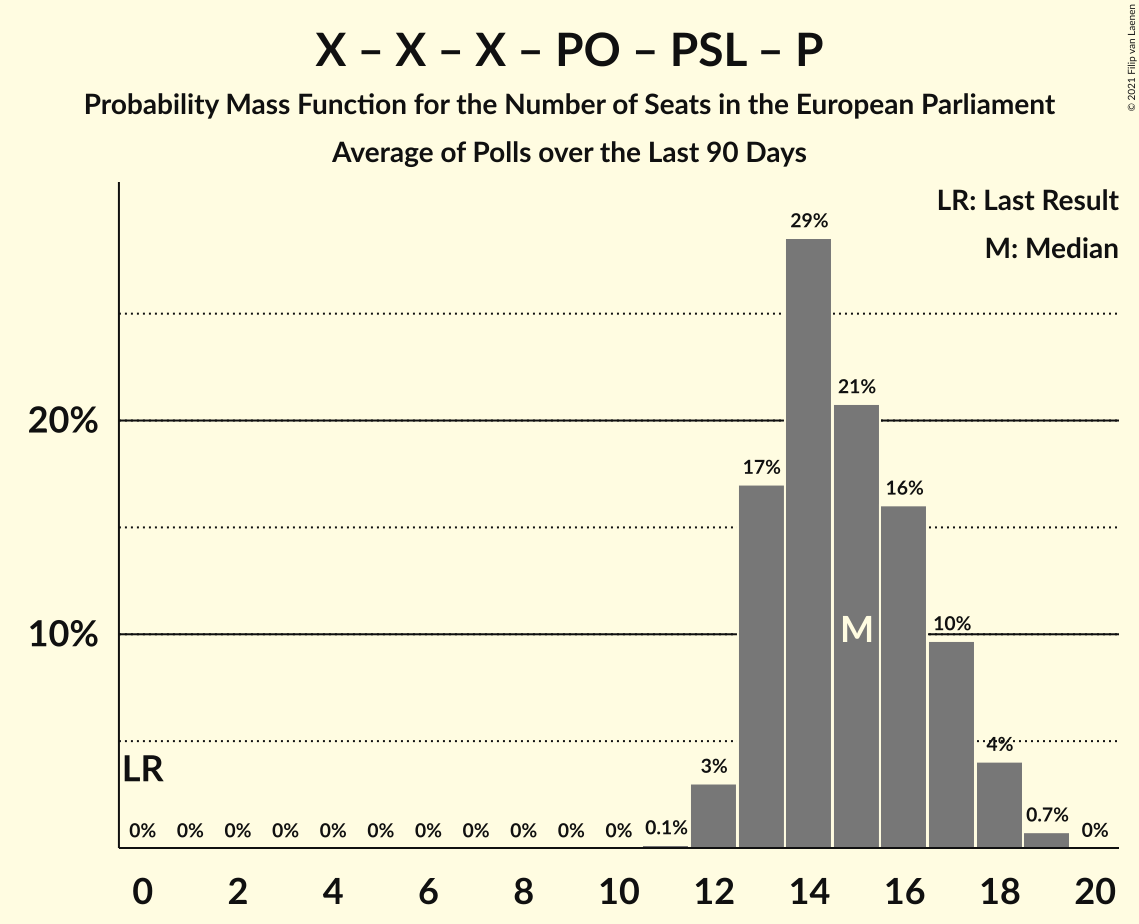 X – X – X – PO – PSL – P
Probability Mass Function for the Number of Seats in the European Parliament
Average of Polls over the Last 90 Days
© 2021 Filip van Laenen
LR: Last Result
M: Median
29%
21%
20%
17%
16%
10%
10%
M
4%
LR
3%
0% 0% 0% 0% 0% 0% 0% 0% 0% 0% 0% 0.1% 0.7% 0%
0 2 4 6 8 10 12 14 16 18 20